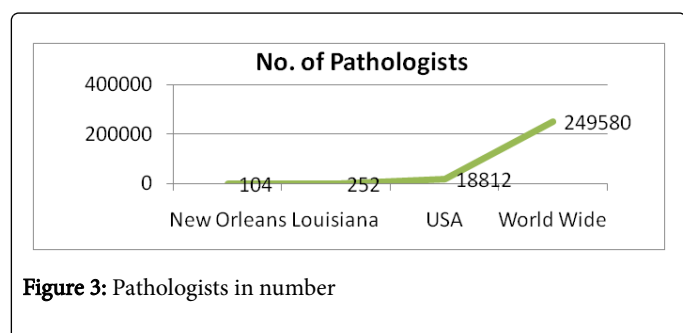 No. of Pathologists
400000
200000
0
104
252
18812
249580
New Orleans Louisiana USA World Wide
Figure 3: Pathologists in number